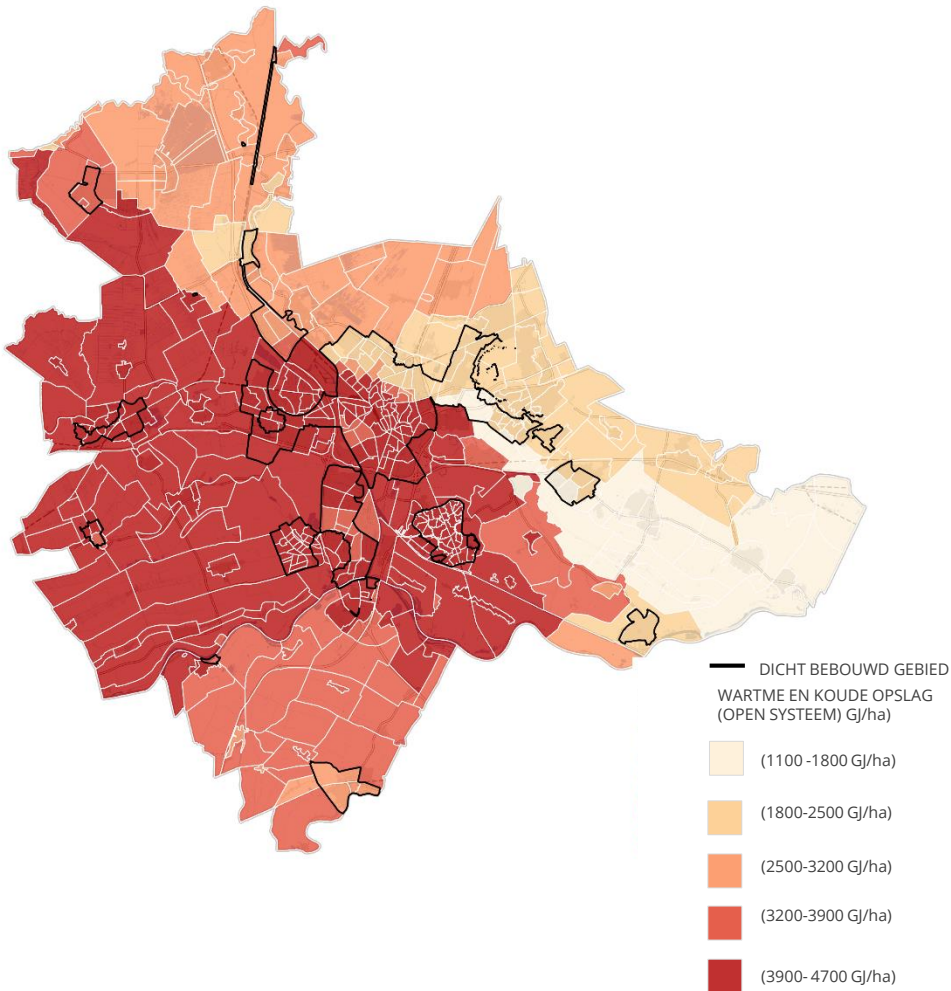 DICHT BEBOUWD GEBIED
WARTME EN KOUDE OPSLAG
(OPEN SYSTEEM) GJ/ha)
(1100 -1800 GJ/ha)
(1800-2500 GJ/ha)
(2500-3200 GJ/ha)
(3200-3900 GJ/ha)
(3900- 4700 GJ/ha)